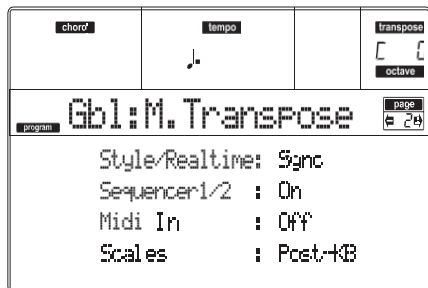 chord tempo transpose
C C
octave
program Gbl:M.Transpose page
2
Style/Realtime: Sync
Sequencer1/2 : On
Midi In : Off
Scales : Post-KB